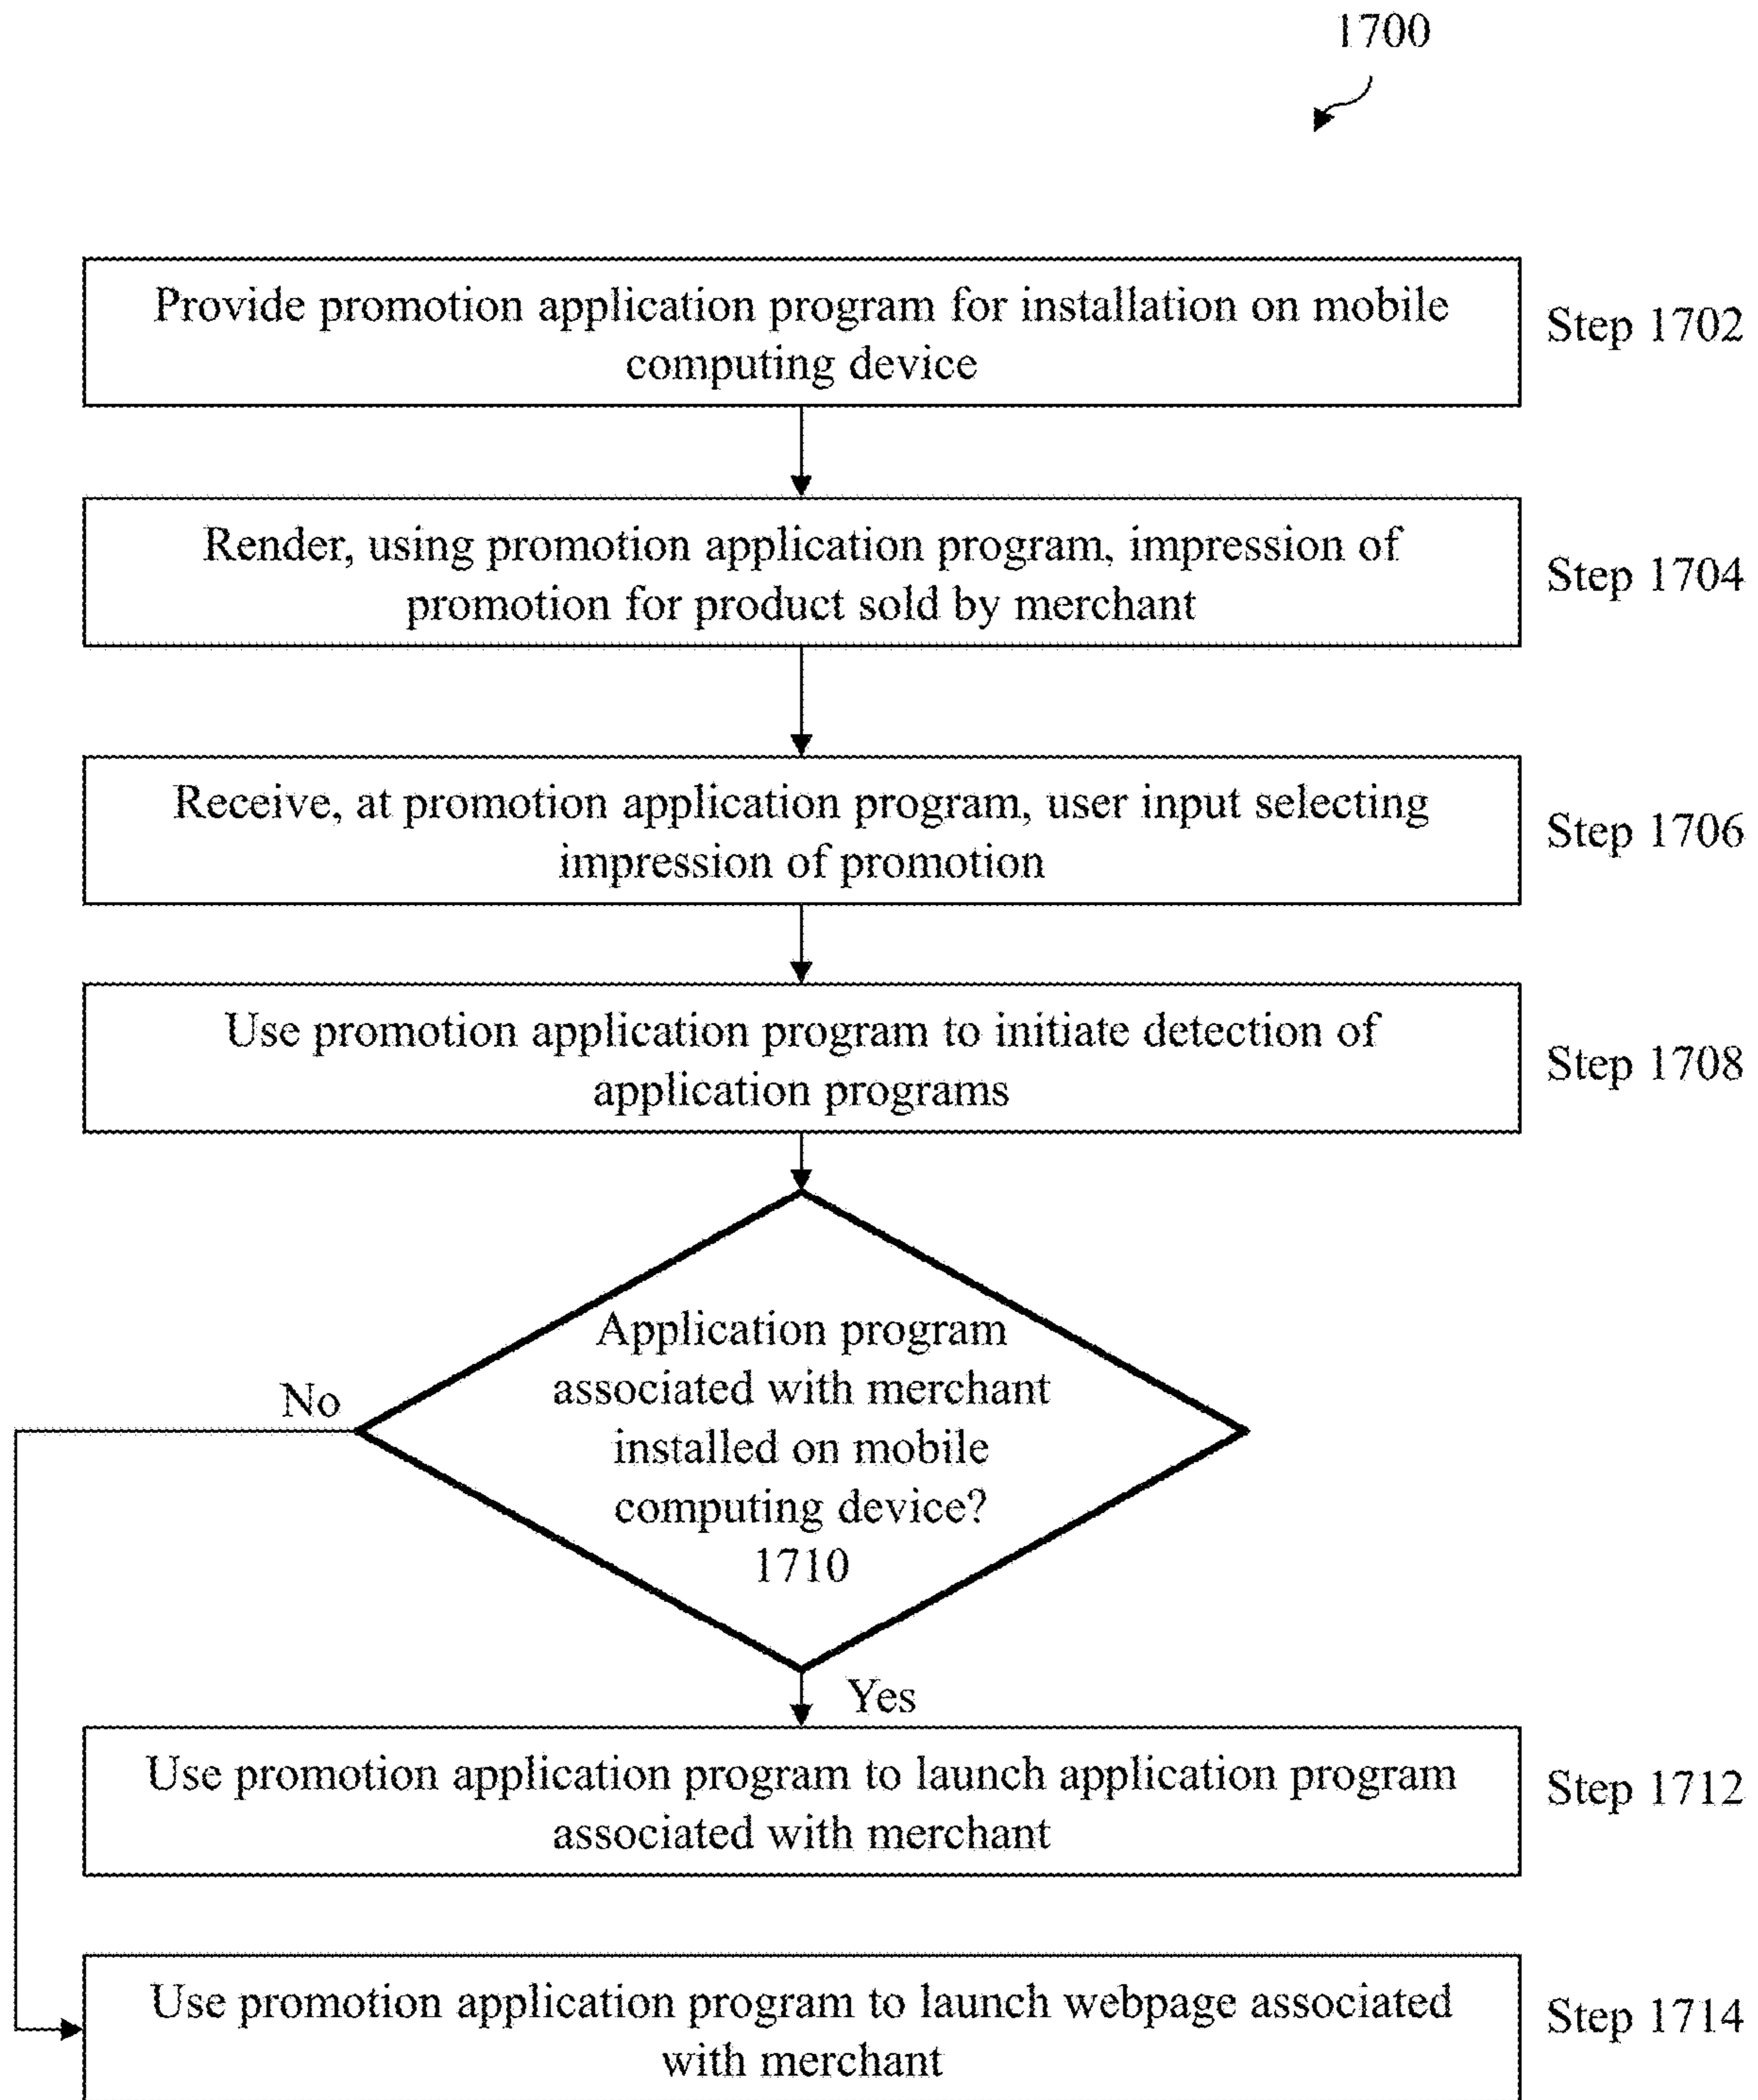 1700
Provide promotion application program for installation on mobile
computing device
Step 1702
Render, using promotion application program, impression of
promotion for product sold by merchant
Step 1704
Receive, at promotion application program, user input selecting
impression of promotion
Step 1706
Use promotion application program to initiate detection of
application programs
Step 1708
Application program
associated with merchant
installed on mobile
computing device?
1710
No
Yes
Use promotion application program to launch application program
associated with merchant
Step 1712
Use promotion application program to launch webpage associated
with merchant
Step 1714